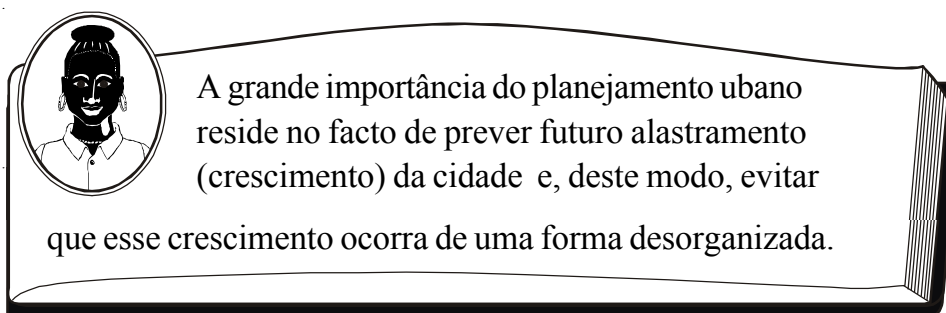 A grande importância do planejamento ubano
reside no facto de prever futuro alastramento
(crescimento) da cidade e, deste modo, evitar
que esse crescimento ocorra de uma forma desorganizada.